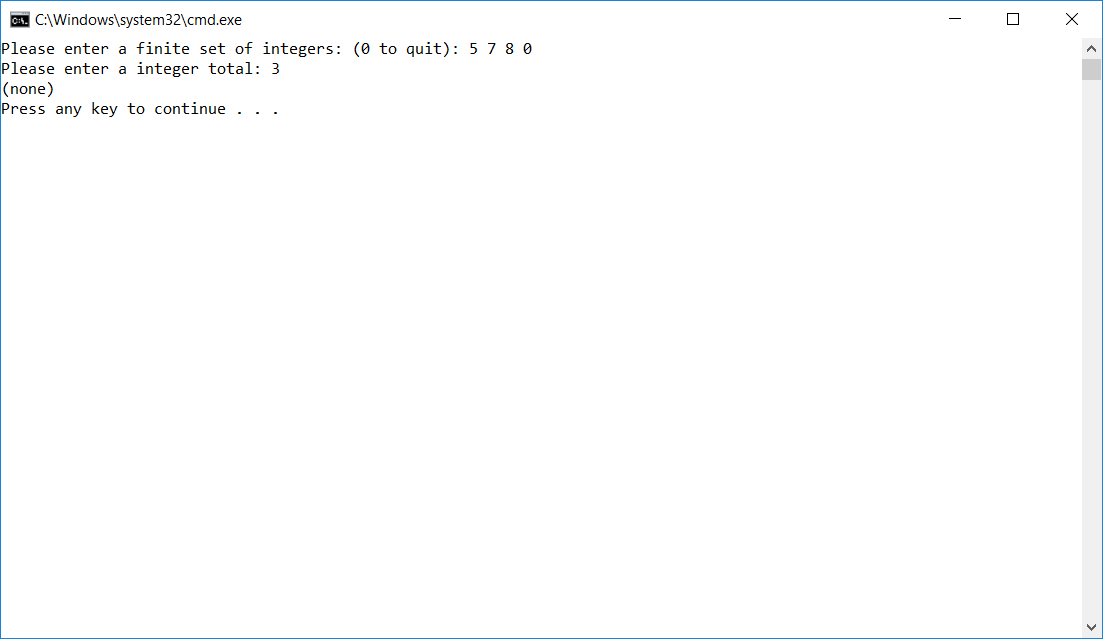 C:\Windows\system32\cmd.exe
Please enter a finite set of integers: (0 to quit): 5 7 8 0
Please enter a integer total: 3
(none)
Press any key to continue . . .